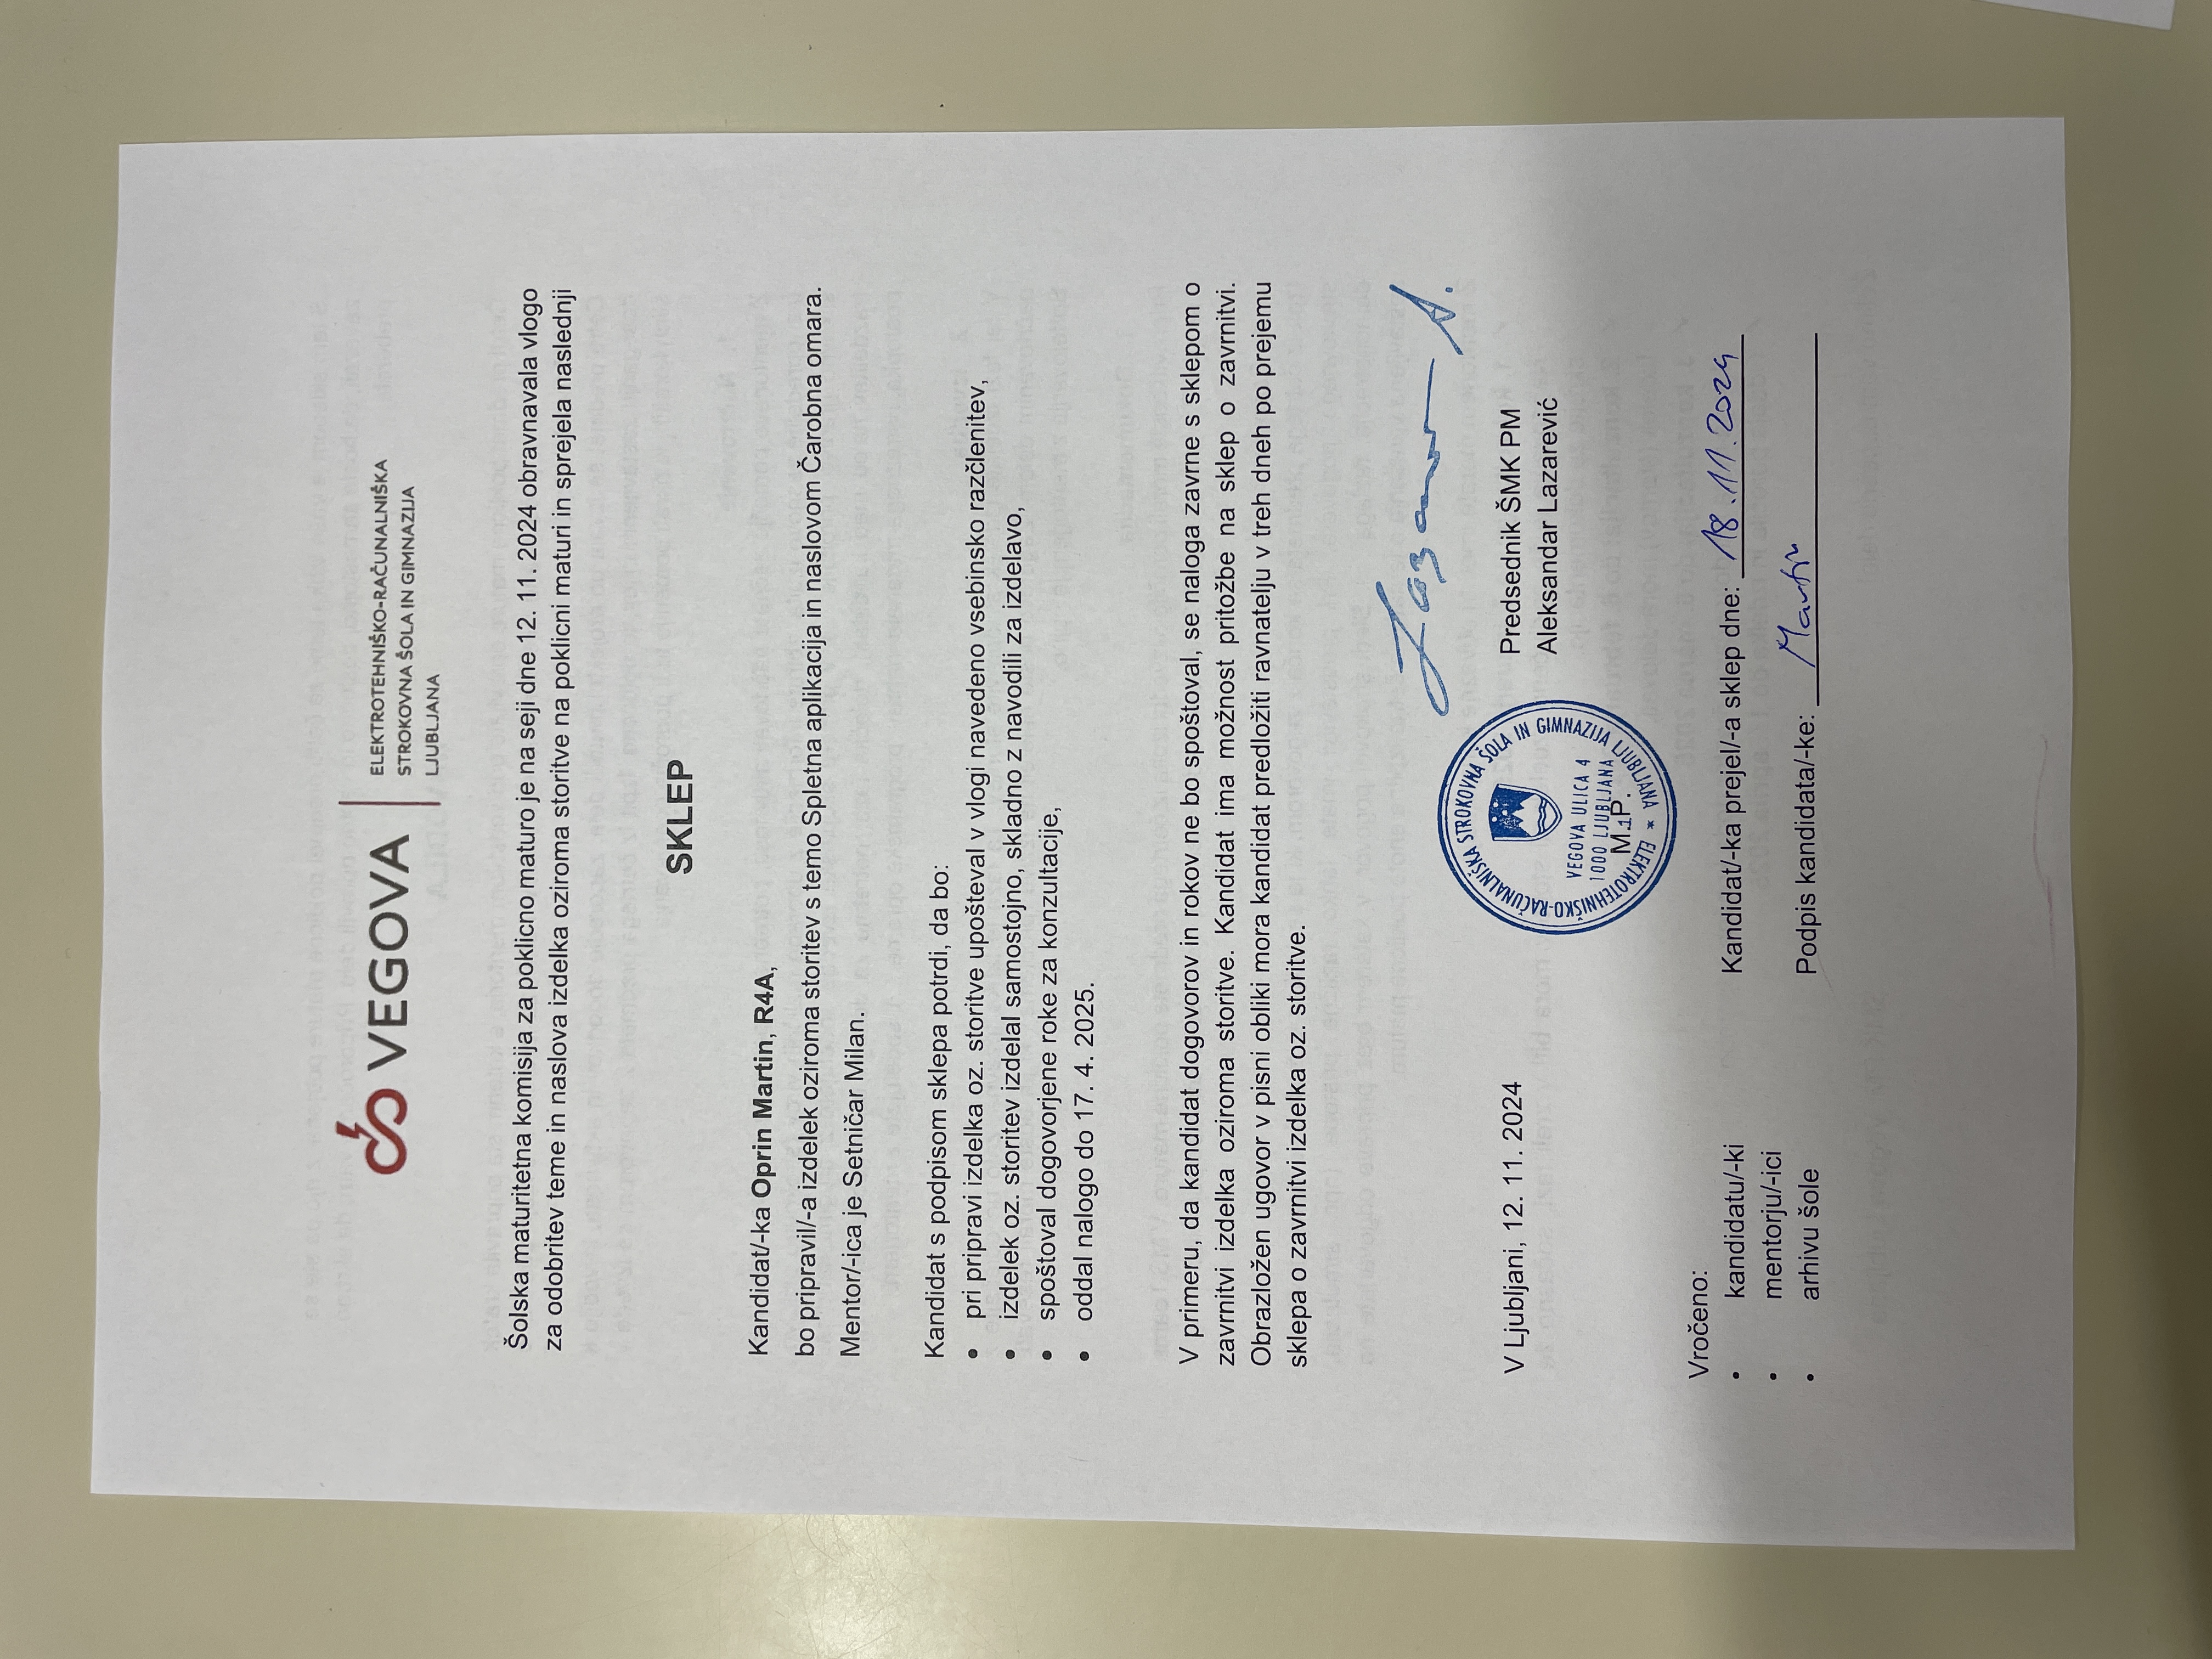 VEGOVA
ELEKTROTEHNIŠKO-RAČUNALNIŠKA
STROKOVNA ŠOLA IN GIMNAZIJA
LJUBLJANA
Šolska maturitetna komisija za poklicno maturo je na seji dne 12. 11. 2024 obravnavala vlogo
za odobritev teme in naslova izdelka oziroma storitve na poklicni maturi in sprejela naslednji
SKLEP
Kandidat/-ka Oprin Martin, R4A,
bo pripravil/-a izdelek oziroma storitev s temo Spletna aplikacija in naslovom Čarobna omara.
Mentor/-ica je Setničar Milan.
Kandidat s podpisom sklepa potrdi, da bo:
• pri pripravi izdelka oz. storitve upošteval v vlogi navedeno vsebinsko razčlenitev,
• izdelek oz. storitev izdelal samostojno, skladno z navodili za izdelavo,
• spoštoval dogovorjene roke za konzultacije,
• oddal nalogo do 17. 4. 2025.
V primeru, da kandidat dogovorov in rokov ne bo spoštoval, se naloga zavrne s sklepom o
zavrnitvi izdelka oziroma storitve. Kandidat ima možnost pritožbe na sklep o zavrnitvi.
Obrazložen ugovor v pisni obliki mora kandidat predložiti ravnatelju v treh dneh po prejemu
sklepa o zavrnitvi izdelka oz. storitve.
V Ljubljani, 12. 11. 2024
ELEKTROTEHNIŠKO-RAČUNALNIŠKA STROKOVNA ŠOLA IN GIMNAZIJA LJUBLJANA *
VEGOVA ULICA 4
1000 LJUBLJANA
1
M. P.
Predsednik ŠMK PM
Aleksandar Lazarević
Vročeno:
• kandidatu/-ki
• mentorju/-ici
• arhivu šole
Kandidat/-ka prejel/-a sklep dne: 18.11.2024
Podpis kandidata/-ke: Martin